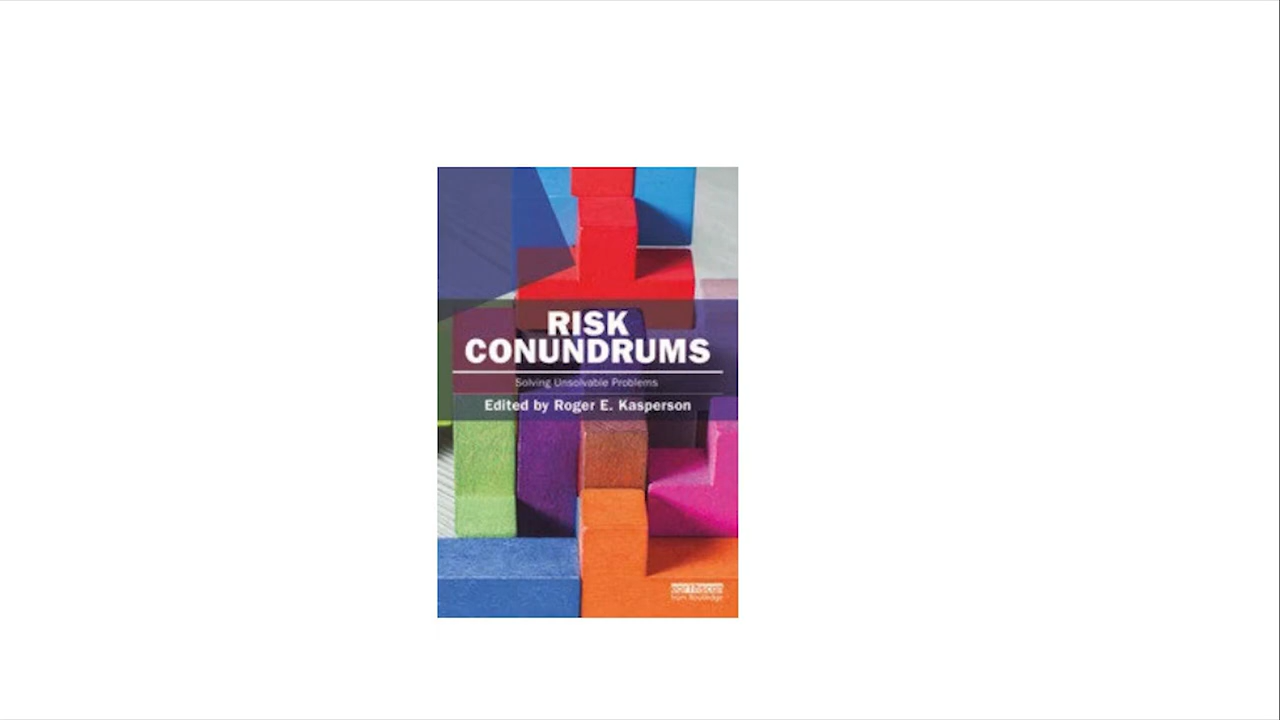 RISK
CONUNDRUMS
Solving Unsolvable Problems
Edited by Roger E. Kasperson
earthscan
from Routledge